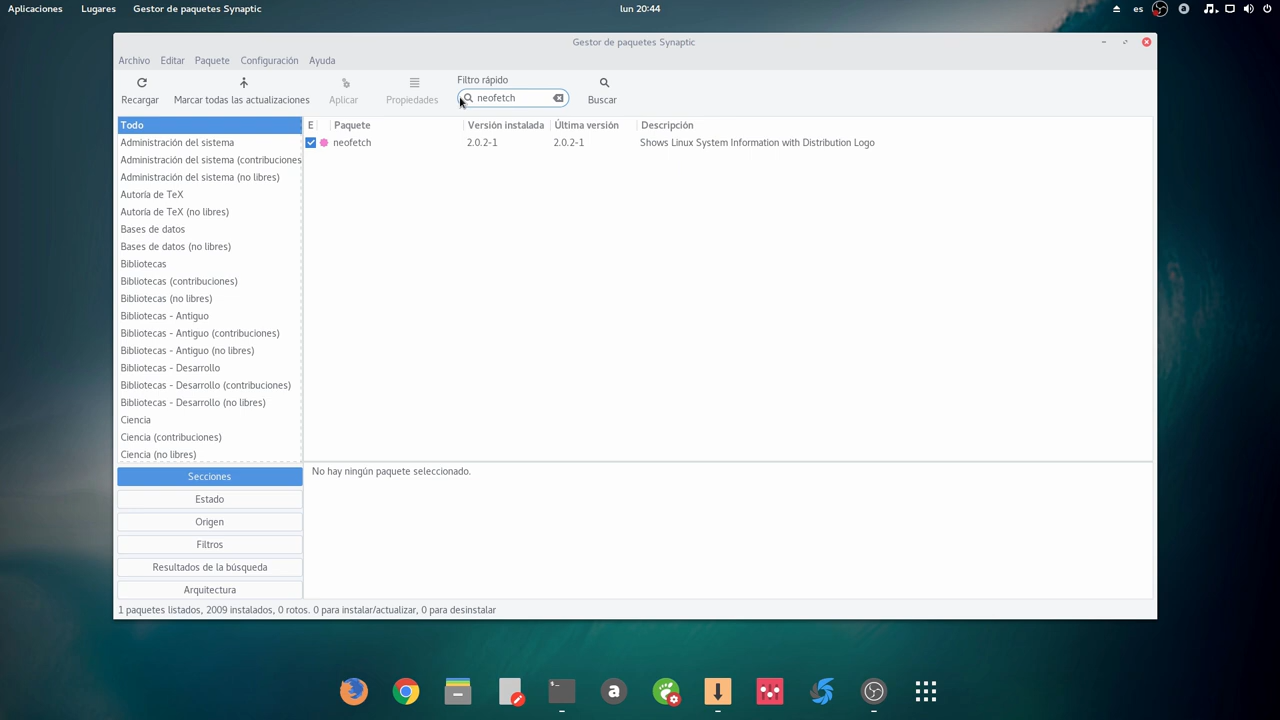 Aplicaciones Lugares Gestor de paquetes Synaptic lun 20:44 es
Gestor de paquetes Synaptic
Archivo Editar Paquete Configuración Ayuda
Filtro rápido
neofetch
Recargar Marcar todas las actualizaciones Aplicar Propiedades Buscar
E Paquete Versión instalada Última versión Descripción
neofetch 2.0.2-1 2.0.2-1 Shows Linux System Information with Distribution Logo
Todo
Administración del sistema
Administración del sistema (contribuciones
Administración del sistema (no libres)
Autoría de TeX
Autoría de TeX (no libres)
Bases de datos
Bases de datos (no libres)
Bibliotecas
Bibliotecas (contribuciones)
Bibliotecas (no libres)
Bibliotecas - Antiguo
Bibliotecas - Antiguo (contribuciones)
Bibliotecas - Antiguo (no libres)
Bibliotecas - Desarrollo
Bibliotecas - Desarrollo (contribuciones)
Bibliotecas - Desarrollo (no libres)
Ciencia
Ciencia (contribuciones)
Ciencia (no libres)
Secciones
Estado
Origen
Filtros
Resultados de la búsqueda
Arquitectura
No hay ningún paquete seleccionado.
1 paquetes listados, 2009 instalados, 0 rotos. 0 para instalar/actualizar, 0 para desinstalar
a